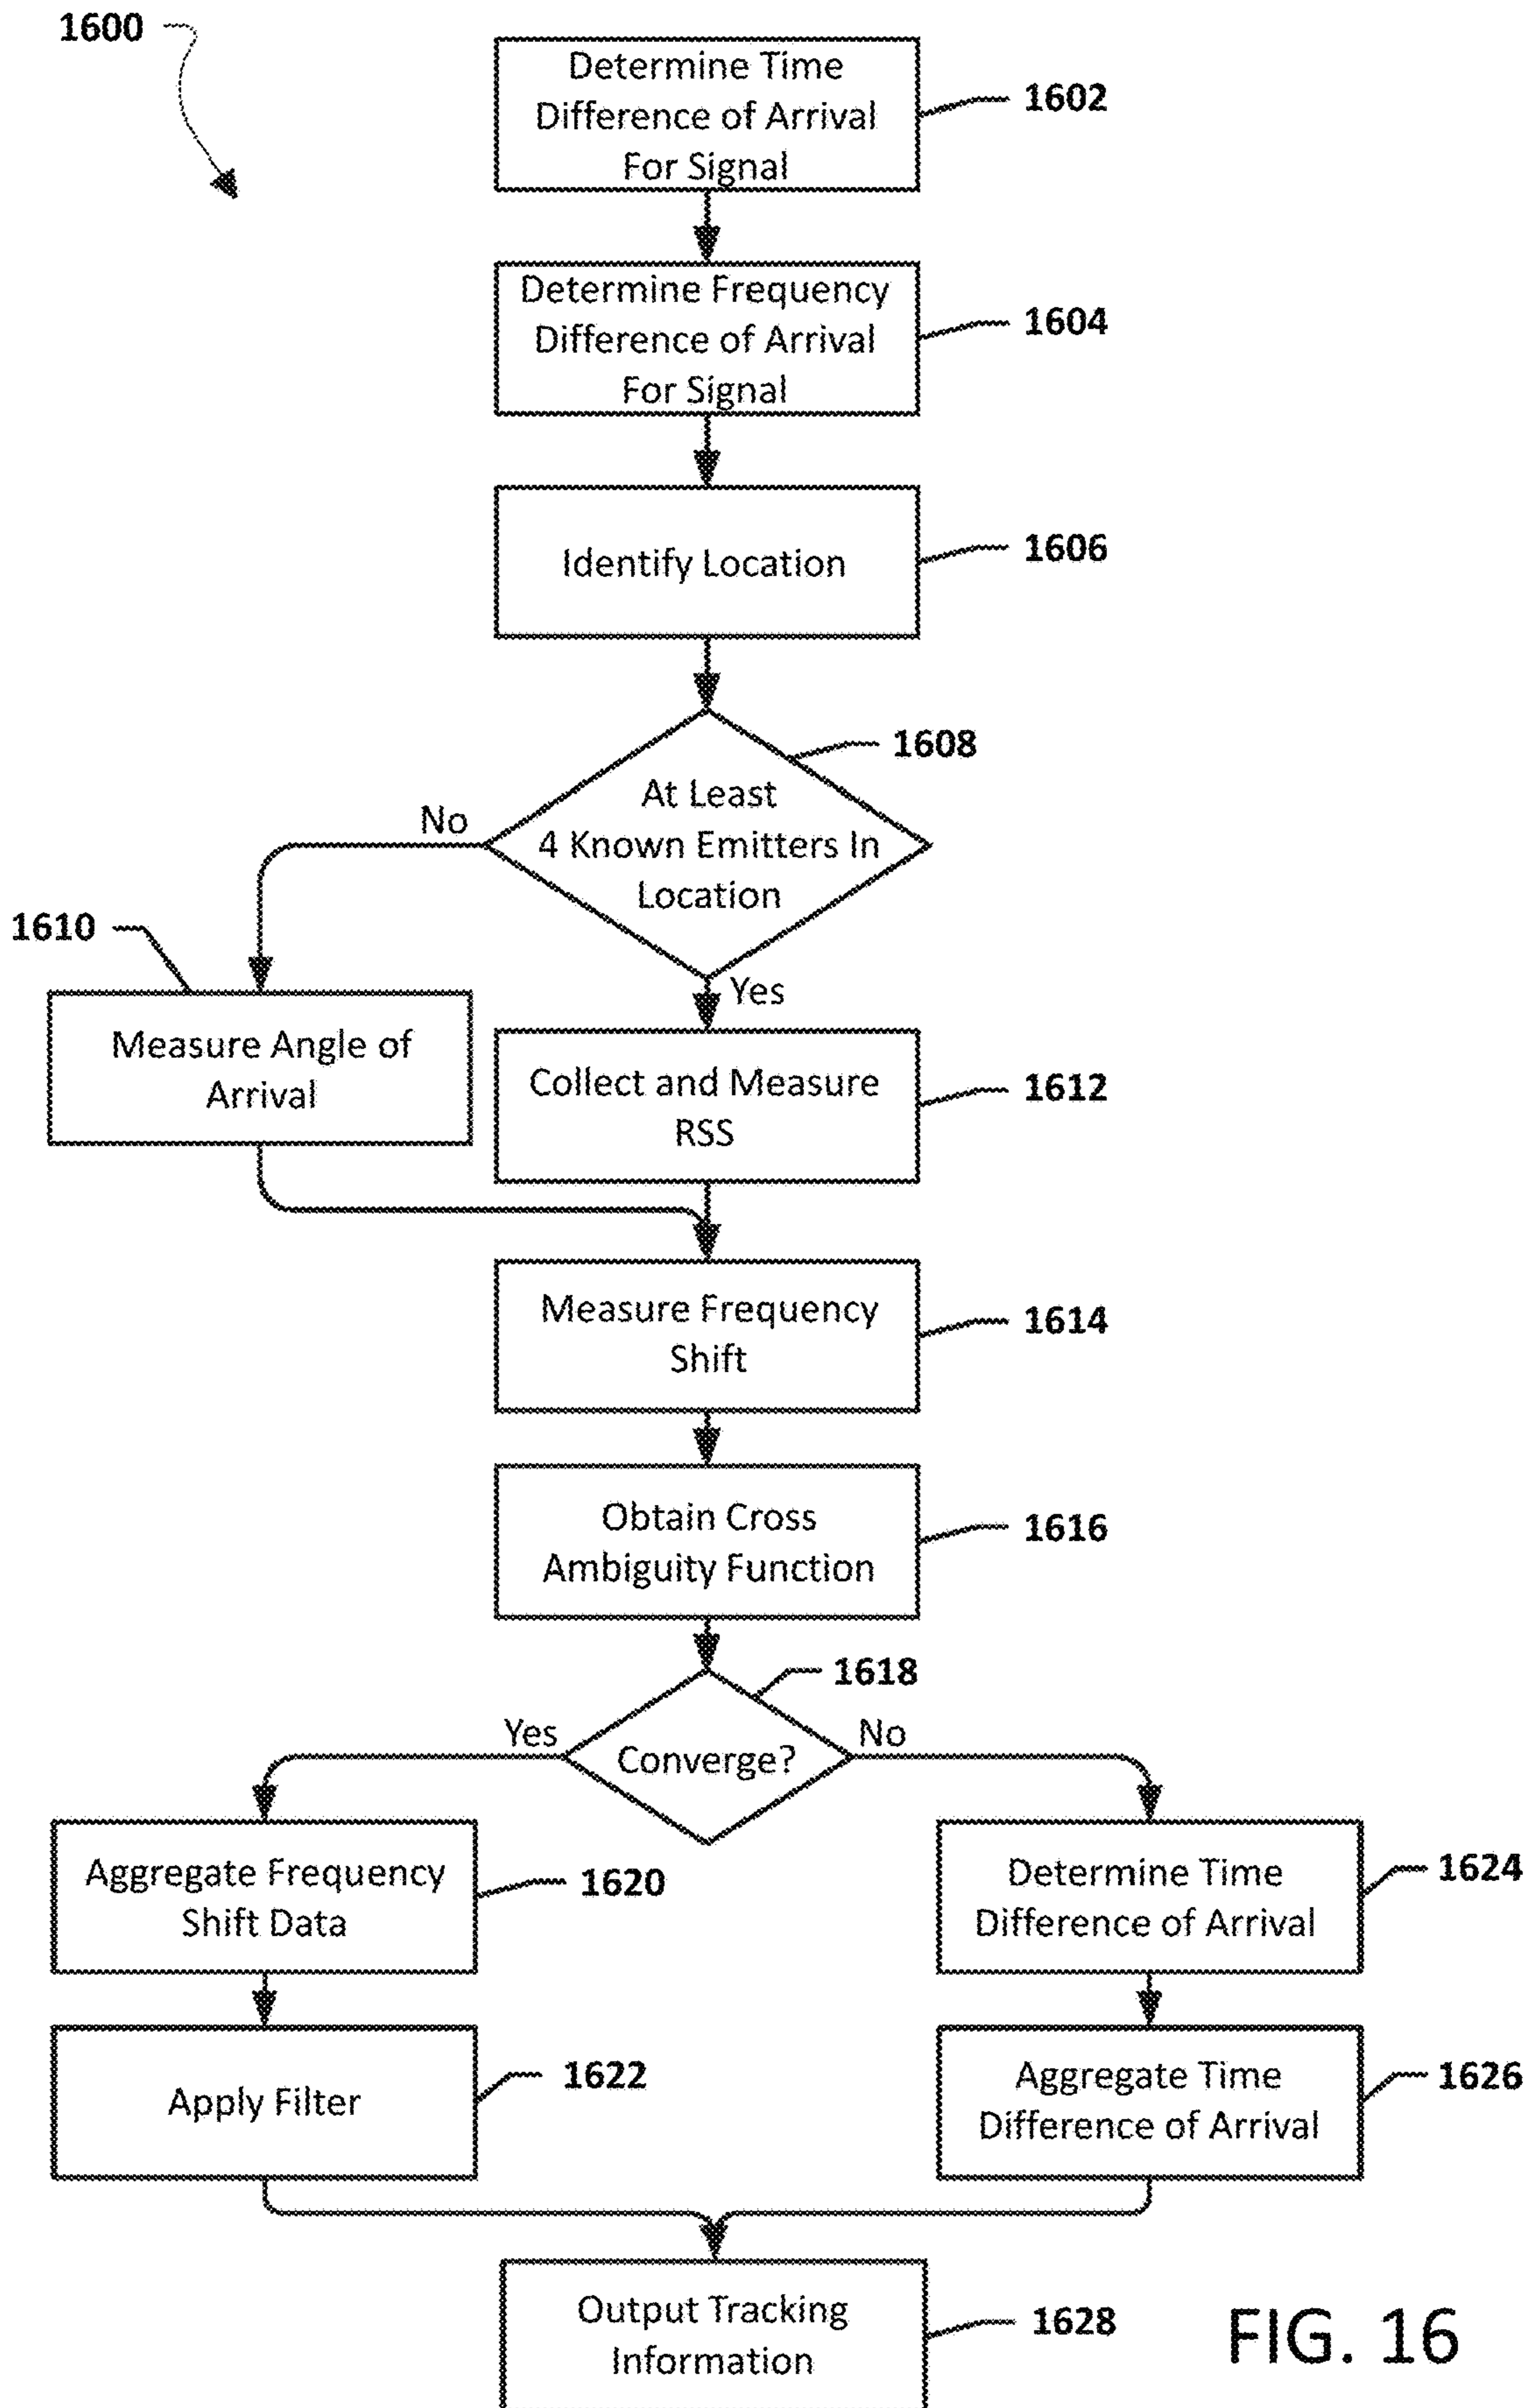 1600
Determine Time
Difference of Arrival
For Signal
1602
Determine Frequency
Difference of Arrival
For Signal
1604
Identify Location
1606
1608
At Least
4 Known Emitters In
Location
No
Yes
1610
Measure Angle of
Arrival
Collect and Measure
RSS
1612
Measure Frequency
Shift
1614
Obtain Cross
Ambiguity Function
1616
1618
Converge?
Yes
No
Aggregate Frequency
Shift Data
1620
Determine Time
Difference of Arrival
1624
Apply Filter
1622
Aggregate Time
Difference of Arrival
1626
Output Tracking
Information
1628
FIG. 16